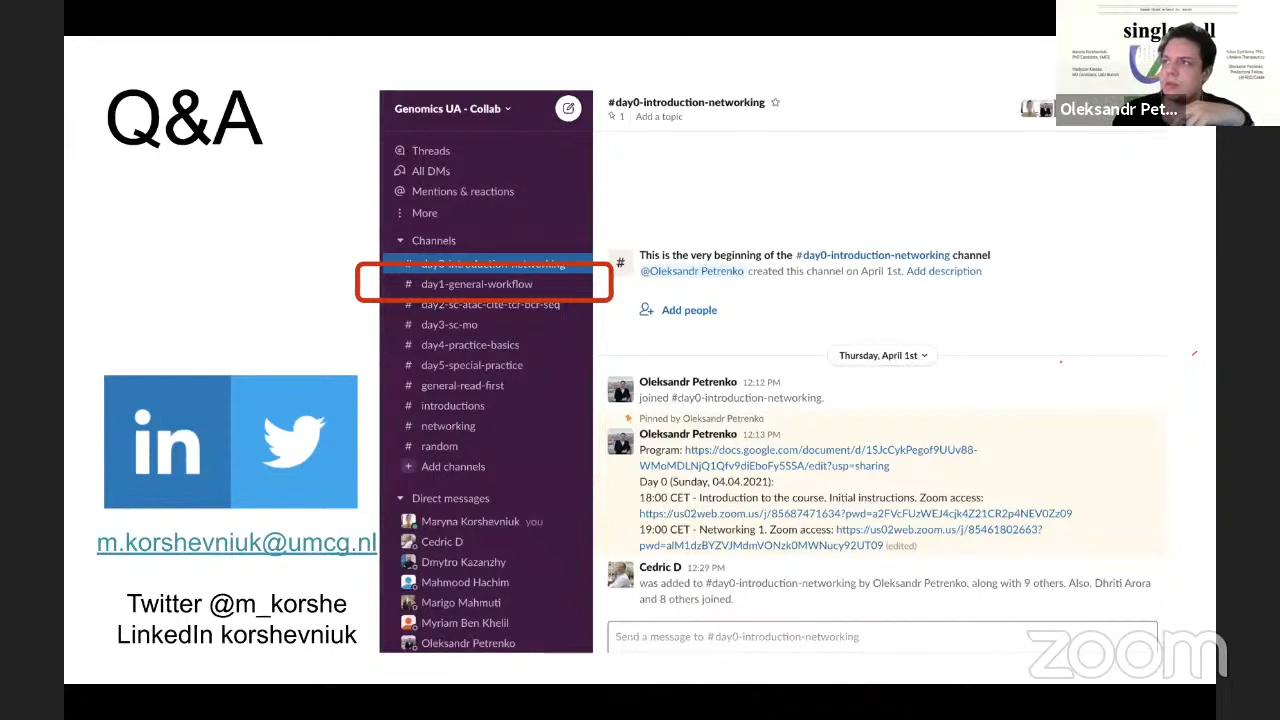 Q&A
m.korshevniuk@umcg.nl
Twitter @m_korshe
LinkedIn korshevniuk
in
Genomics UA - Collab
Threads
All DMs
Mentions & reactions
More
Channels
# day0-introduction-networking
# day1-general-workflow
# day2-sc-atac-cite-tcr-bcr-seq
# day3-sc-mo
# day4-practice-basics
# day5-special-practice
# general-read-first
# introductions
# networking
# random
+ Add channels
Direct messages
Maryna Korshevniuk you
Cedric D
Dmytro Kazanzhy
Mahmood Hachim
Marigo Mahmuti
Myriam Ben Khelil
Oleksandr Petrenko
#day0-introduction-networking
1 Add a topic
# This is the very beginning of the #day0-introduction-networking channel
@Oleksandr Petrenko created this channel on April 1st. Add description
Add people
Thursday, April 1st
Oleksandr Petrenko 12:12 PM
joined #day0-introduction-networking.
Pinned by Oleksandr Petrenko
Oleksandr Petrenko 12:13 PM
Program: https://docs.google.com/document/d/1SJcCykPegof9UUv88-
WMoMDLNjQ1Qfv9diEboFy5SSA/edit?usp=sharing
Day 0 (Sunday, 04.04.2021):
18:00 CET - Introduction to the course. Initial instructions. Zoom access:
https://us02web.zoom.us/j/85687471634?pwd=a2FVcFUzWEJ4cjk4Z21CR2p4NEV0Zz09
19:00 CET - Networking 1. Zoom access: https://us02web.zoom.us/j/85461802663?
pwd=alM1dzBYZVJMdmVONzk0MWNucy92UT09 (edited)
Cedric D 12:29 PM
was added to #day0-introduction-networking by Oleksandr Petrenko, along with 9 others. Also, Dhriti Arora
and 8 others joined.
Send a message to #day0-introduction-networking
Oleksandr Pet...
zoom